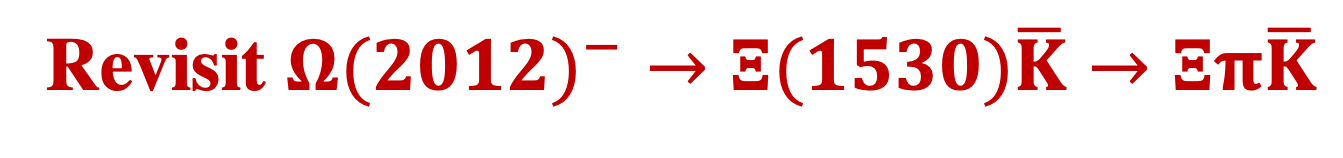 Revisit Ω(2012)⁻ → Ξ(1530)K̅ → ΞπK̅